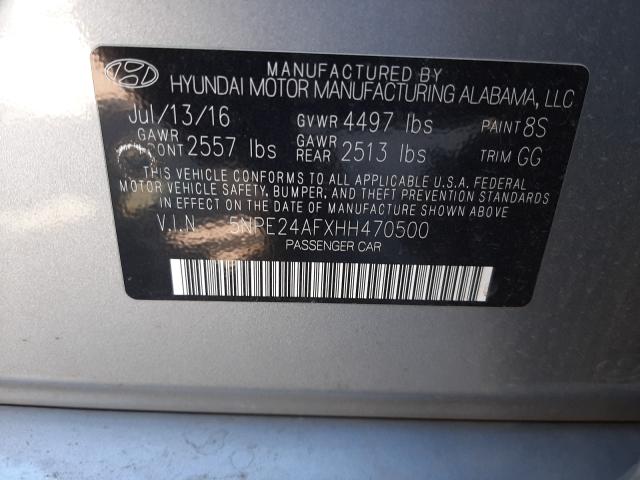 MANUFACTURED BY
HYUNDAI MOTOR MANUFACTURING ALABAMA, LLC
Jul/13/16 GVWR 4497 lbs PAINT 8S
GAWR FRONT 2557 lbs GAWR REAR 2513 lbs TRIM GG
THIS VEHICLE CONFORMS TO ALL APPLICABLE U.S.A. FEDERAL
MOTOR VEHICLE SAFETY, BUMPER, AND THEFT PREVENTION STANDARDS
IN EFFECT ON THE DATE OF MANUFACTURE SHOWN ABOVE.
V.I.N 5NPE24AFXHH470500
PASSENGER CAR